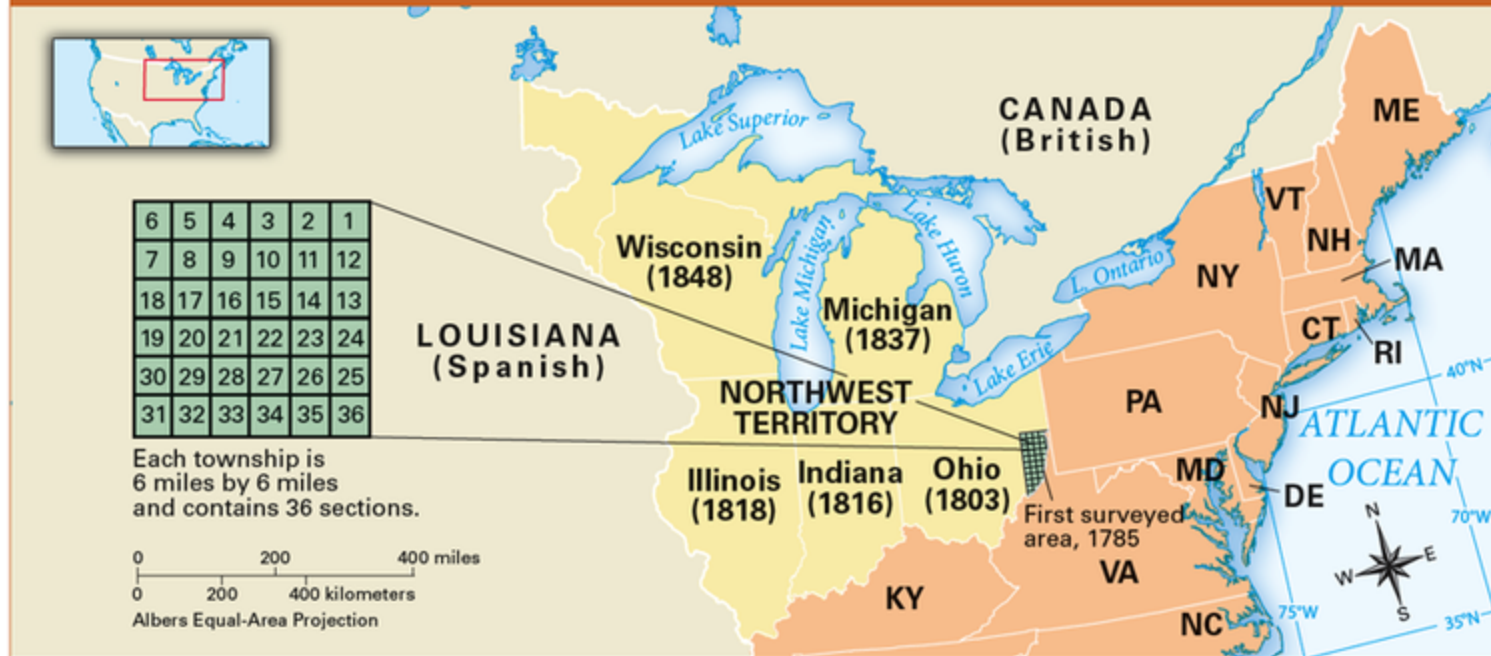 CANADA
(British)
ME
Lake Superior
VT
NH
MA
Wisconsin
(1848)
Lake Michigan
Lake Huron
L. Ontario
NY
Michigan
(1837)
CT
RI
Lake Erie
LOUISIANA
(Spanish)
6 5 4 3 2 1
7 8 9 10 11 12
18 17 16 15 14 13
19 20 21 22 23 24
30 29 28 27 26 25
31 32 33 34 35 36
Each township is
6 miles by 6 miles
and contains 36 sections.
NORTHWEST
TERRITORY
PA
NJ
40°N
ATLANTIC
OCEAN
MD
DE
Illinois
(1818)
Indiana
(1816)
Ohio
(1803)
First surveyed
area, 1785
70°W
N
W E
S
VA
KY
NC
75°W
35°N
0 200 400 miles
0 200 400 kilometers
Albers Equal-Area Projection